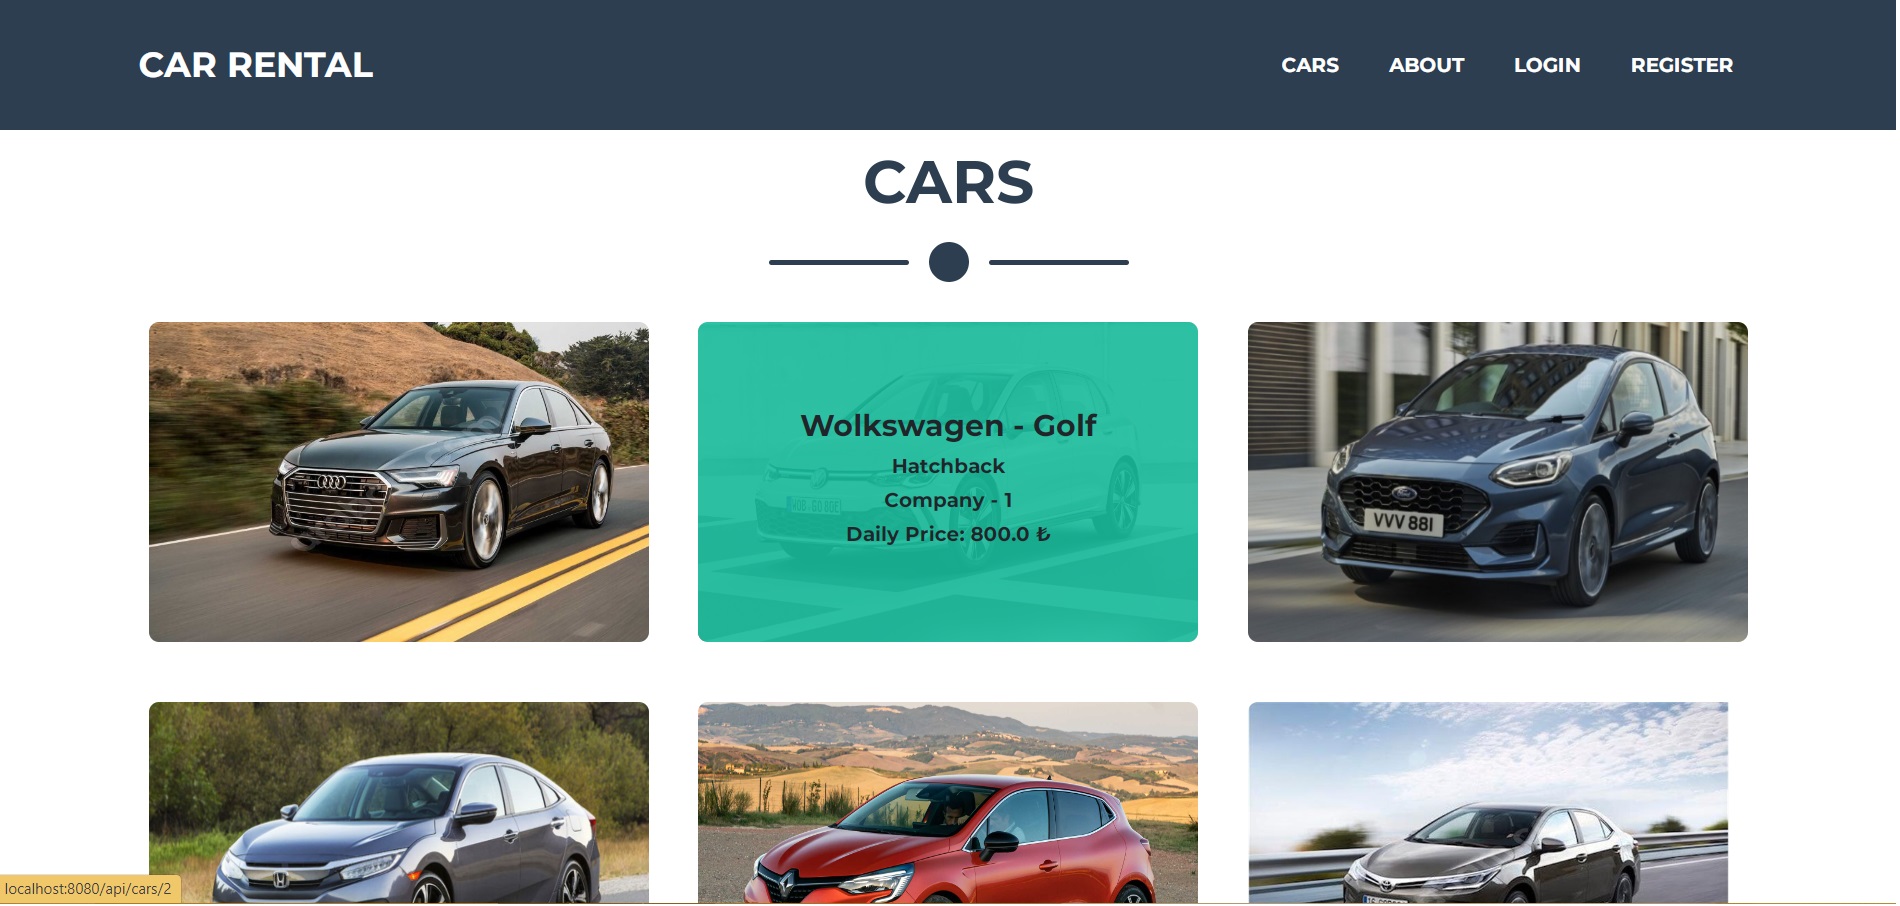 CAR RENTAL
CARS ABOUT LOGIN REGISTER
CARS
Wolkswagen - Golf
Hatchback
Company - 1
Daily Price: 800.0 ₺
VVV 881
localhost:8080/api/cars/2